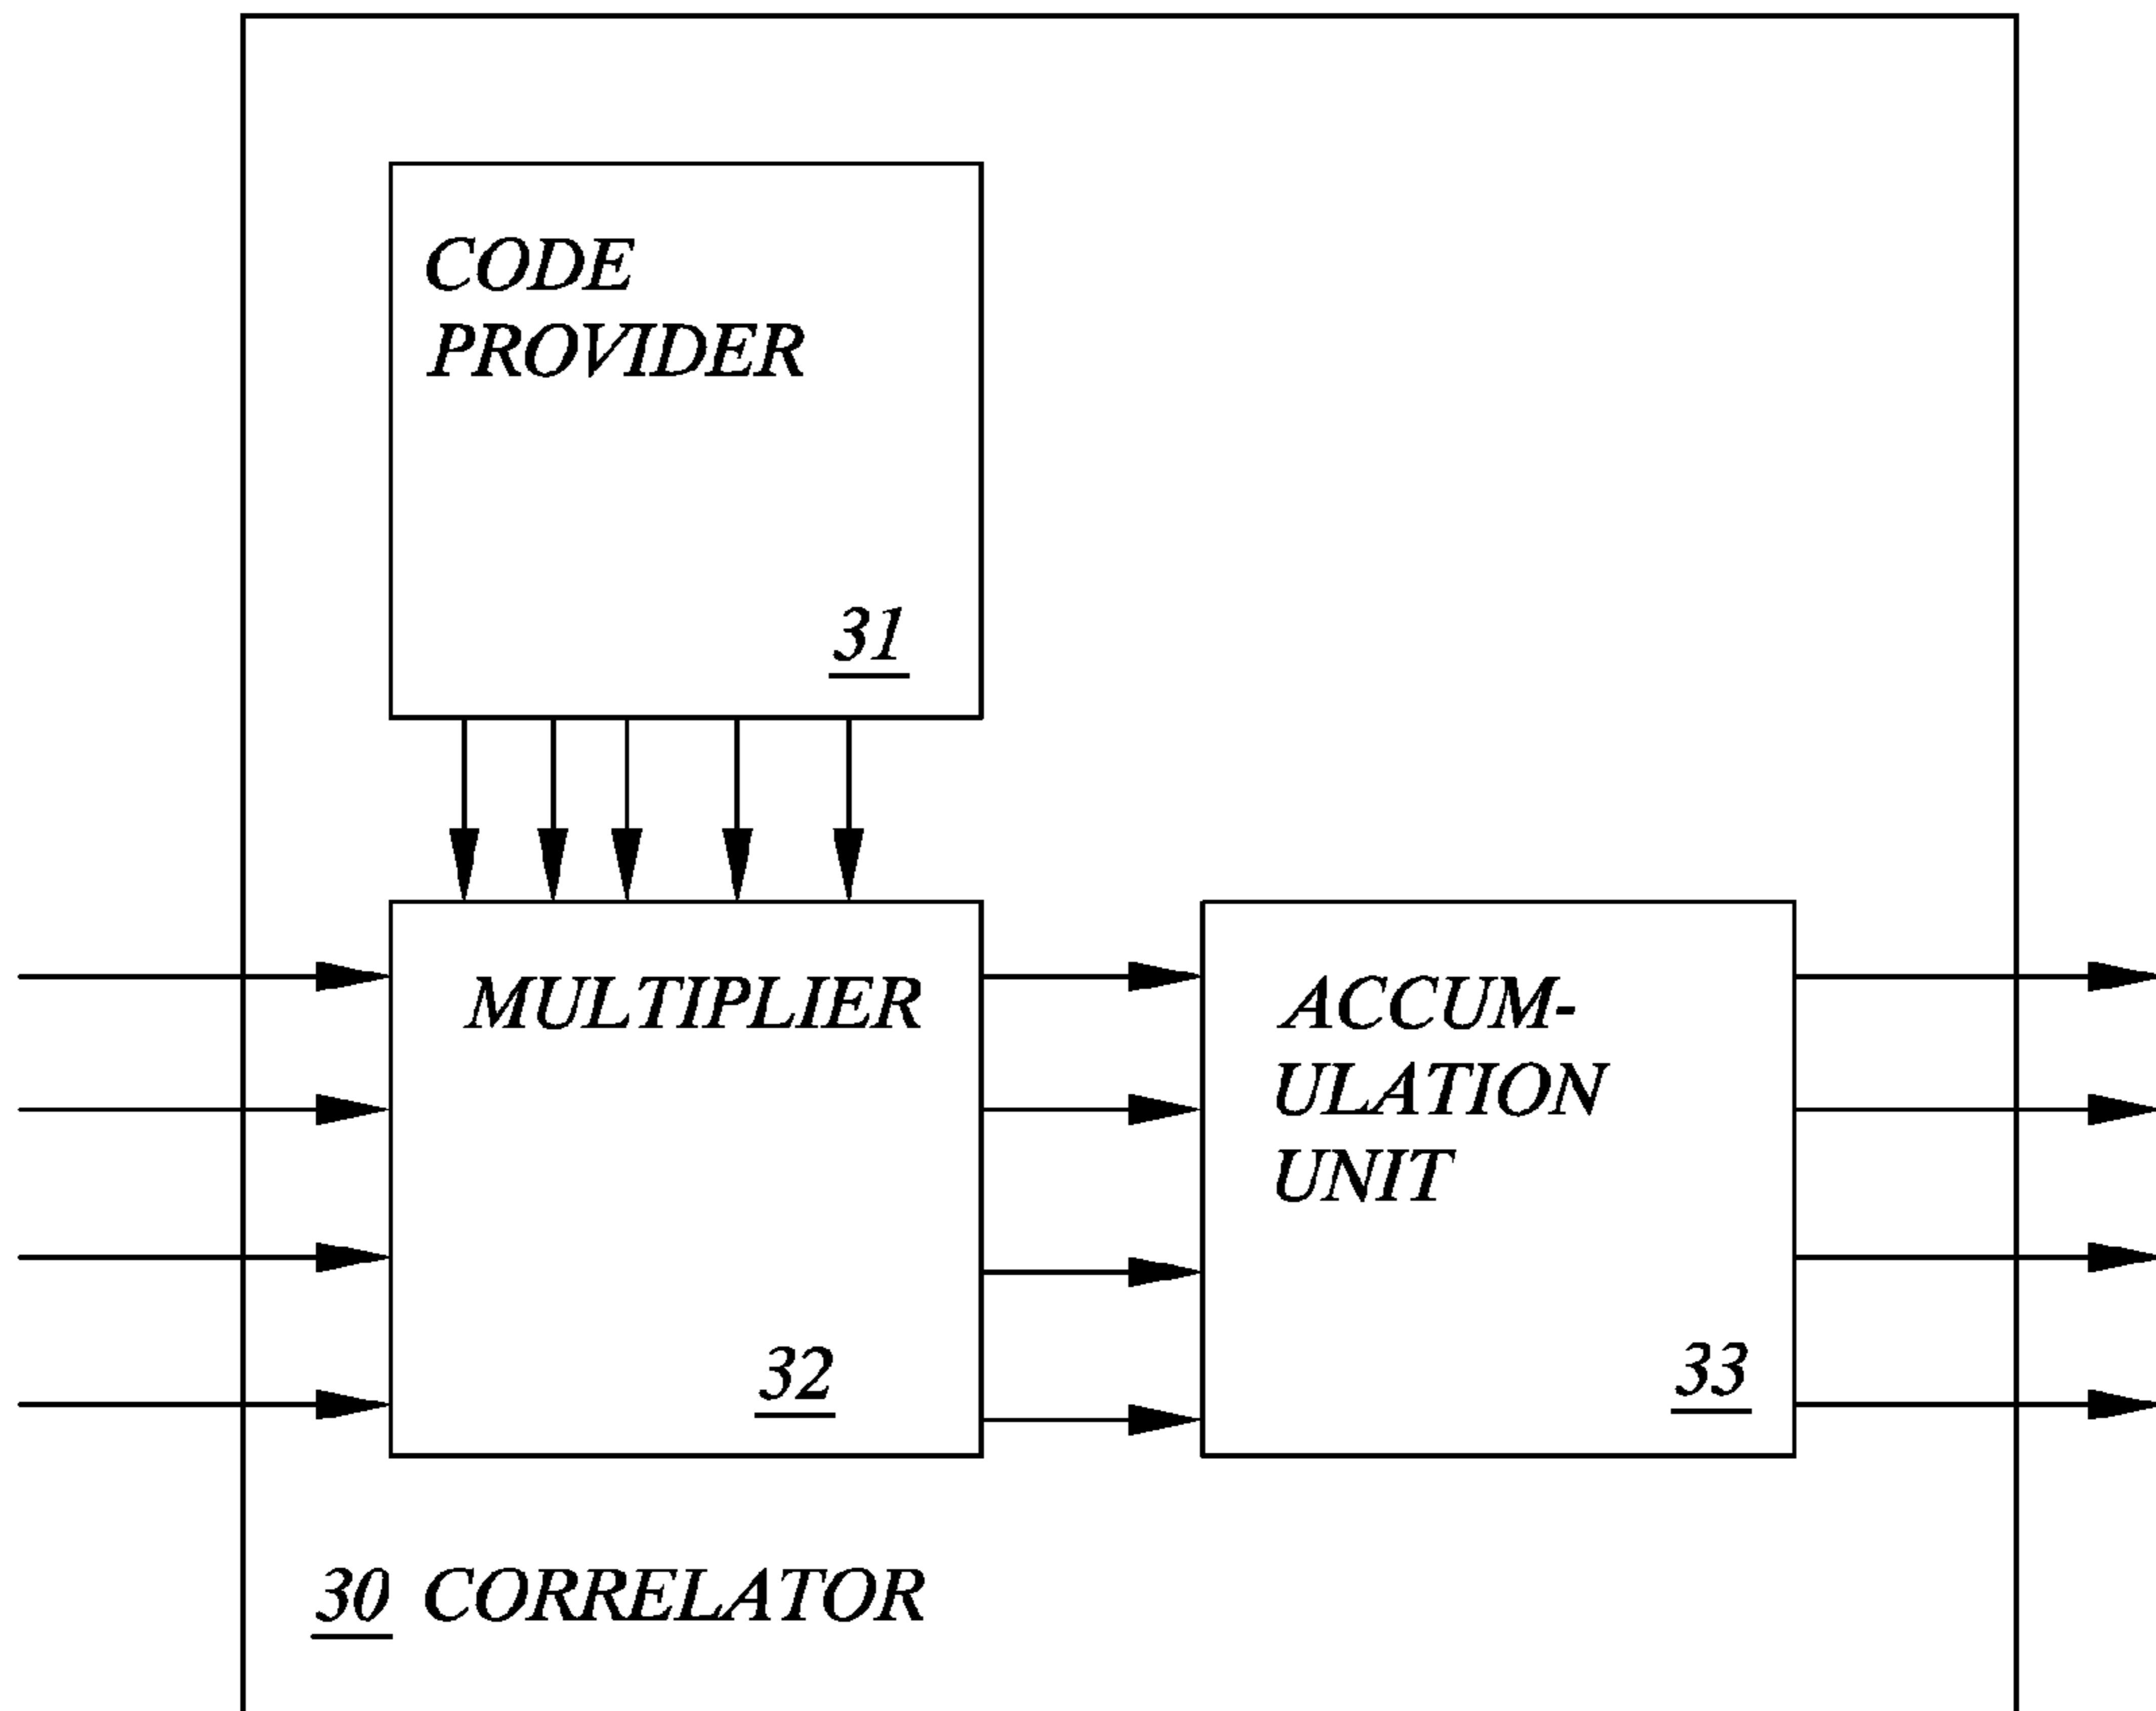 CODE
PROVIDER
31
MULTIPLIER
32
ACCUM-
ULATION
UNIT
33
30 CORRELATOR